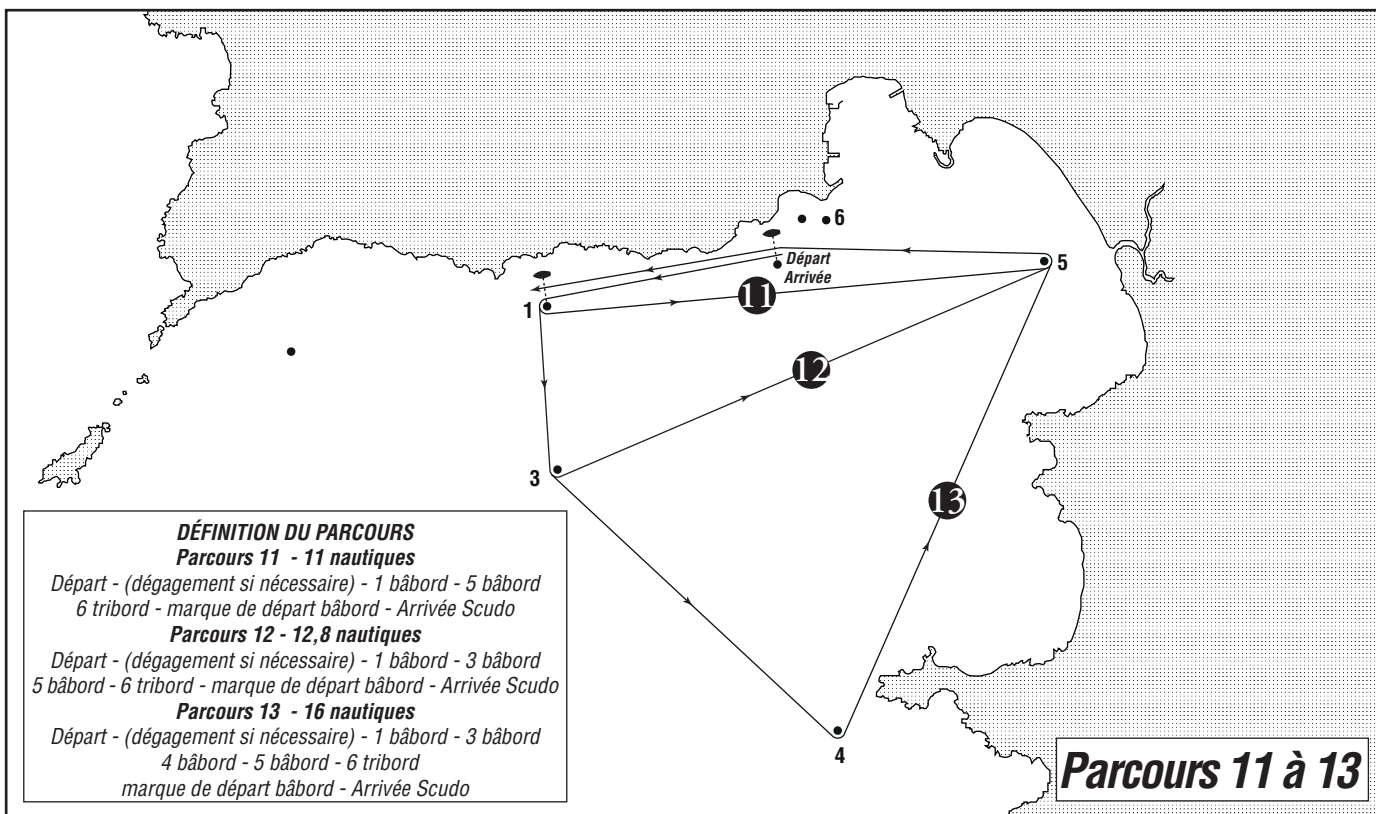 6
Départ
Arrivée
5
11
1
12
3
13
4
DÉFINITION DU PARCOURS
Parcours 11 - 11 nautiques
Départ - (dégagement si nécessaire) - 1 bâbord - 5 bâbord
6 tribord - marque de départ bâbord - Arrivée Scudo
Parcours 12 - 12,8 nautiques
Départ - (dégagement si nécessaire) - 1 bâbord - 3 bâbord
5 bâbord - 6 tribord - marque de départ bâbord - Arrivée Scudo
Parcours 13 - 16 nautiques
Départ - (dégagement si nécessaire) - 1 bâbord - 3 bâbord
4 bâbord - 5 bâbord - 6 tribord
marque de départ bâbord - Arrivée Scudo
Parcours 11 à 13